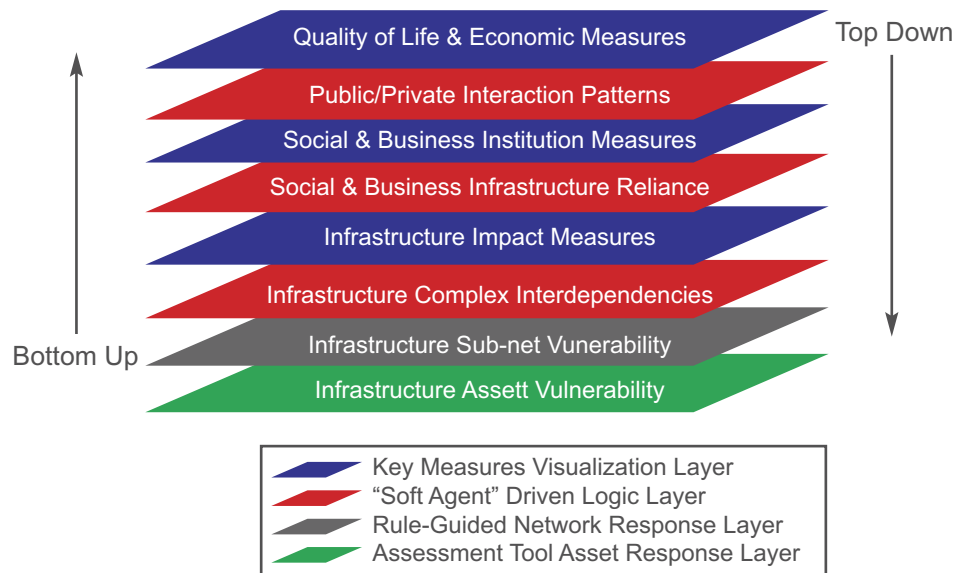 Quality of Life & Economic Measures
Top Down
Public/Private Interaction Patterns
Social & Business Institution Measures
Social & Business Infrastructure Reliance
Infrastructure Impact Measures
Infrastructure Complex Interdependencies
Infrastructure Sub-net Vunerability
Bottom Up
Infrastructure Assett Vulnerability
Key Measures Visualization Layer
“Soft Agent” Driven Logic Layer
Rule-Guided Network Response Layer
Assessment Tool Asset Response Layer